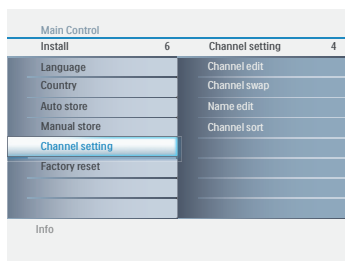 Main Control
Install 6 Channel setting 4
Language Channel edit
Country Channel swap
Auto store Name edit
Manual store Channel sort
Channel setting
Factory reset
Info